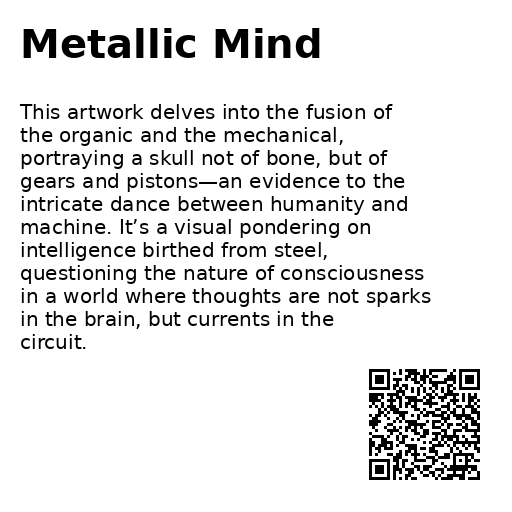 Metallic Mind
This artwork delves into the fusion of
the organic and the mechanical,
portraying a skull not of bone, but of
gears and pistons—an evidence to the
intricate dance between humanity and
machine. It’s a visual pondering on
intelligence birthed from steel,
questioning the nature of consciousness
in a world where thoughts are not sparks
in the brain, but currents in the
circuit.